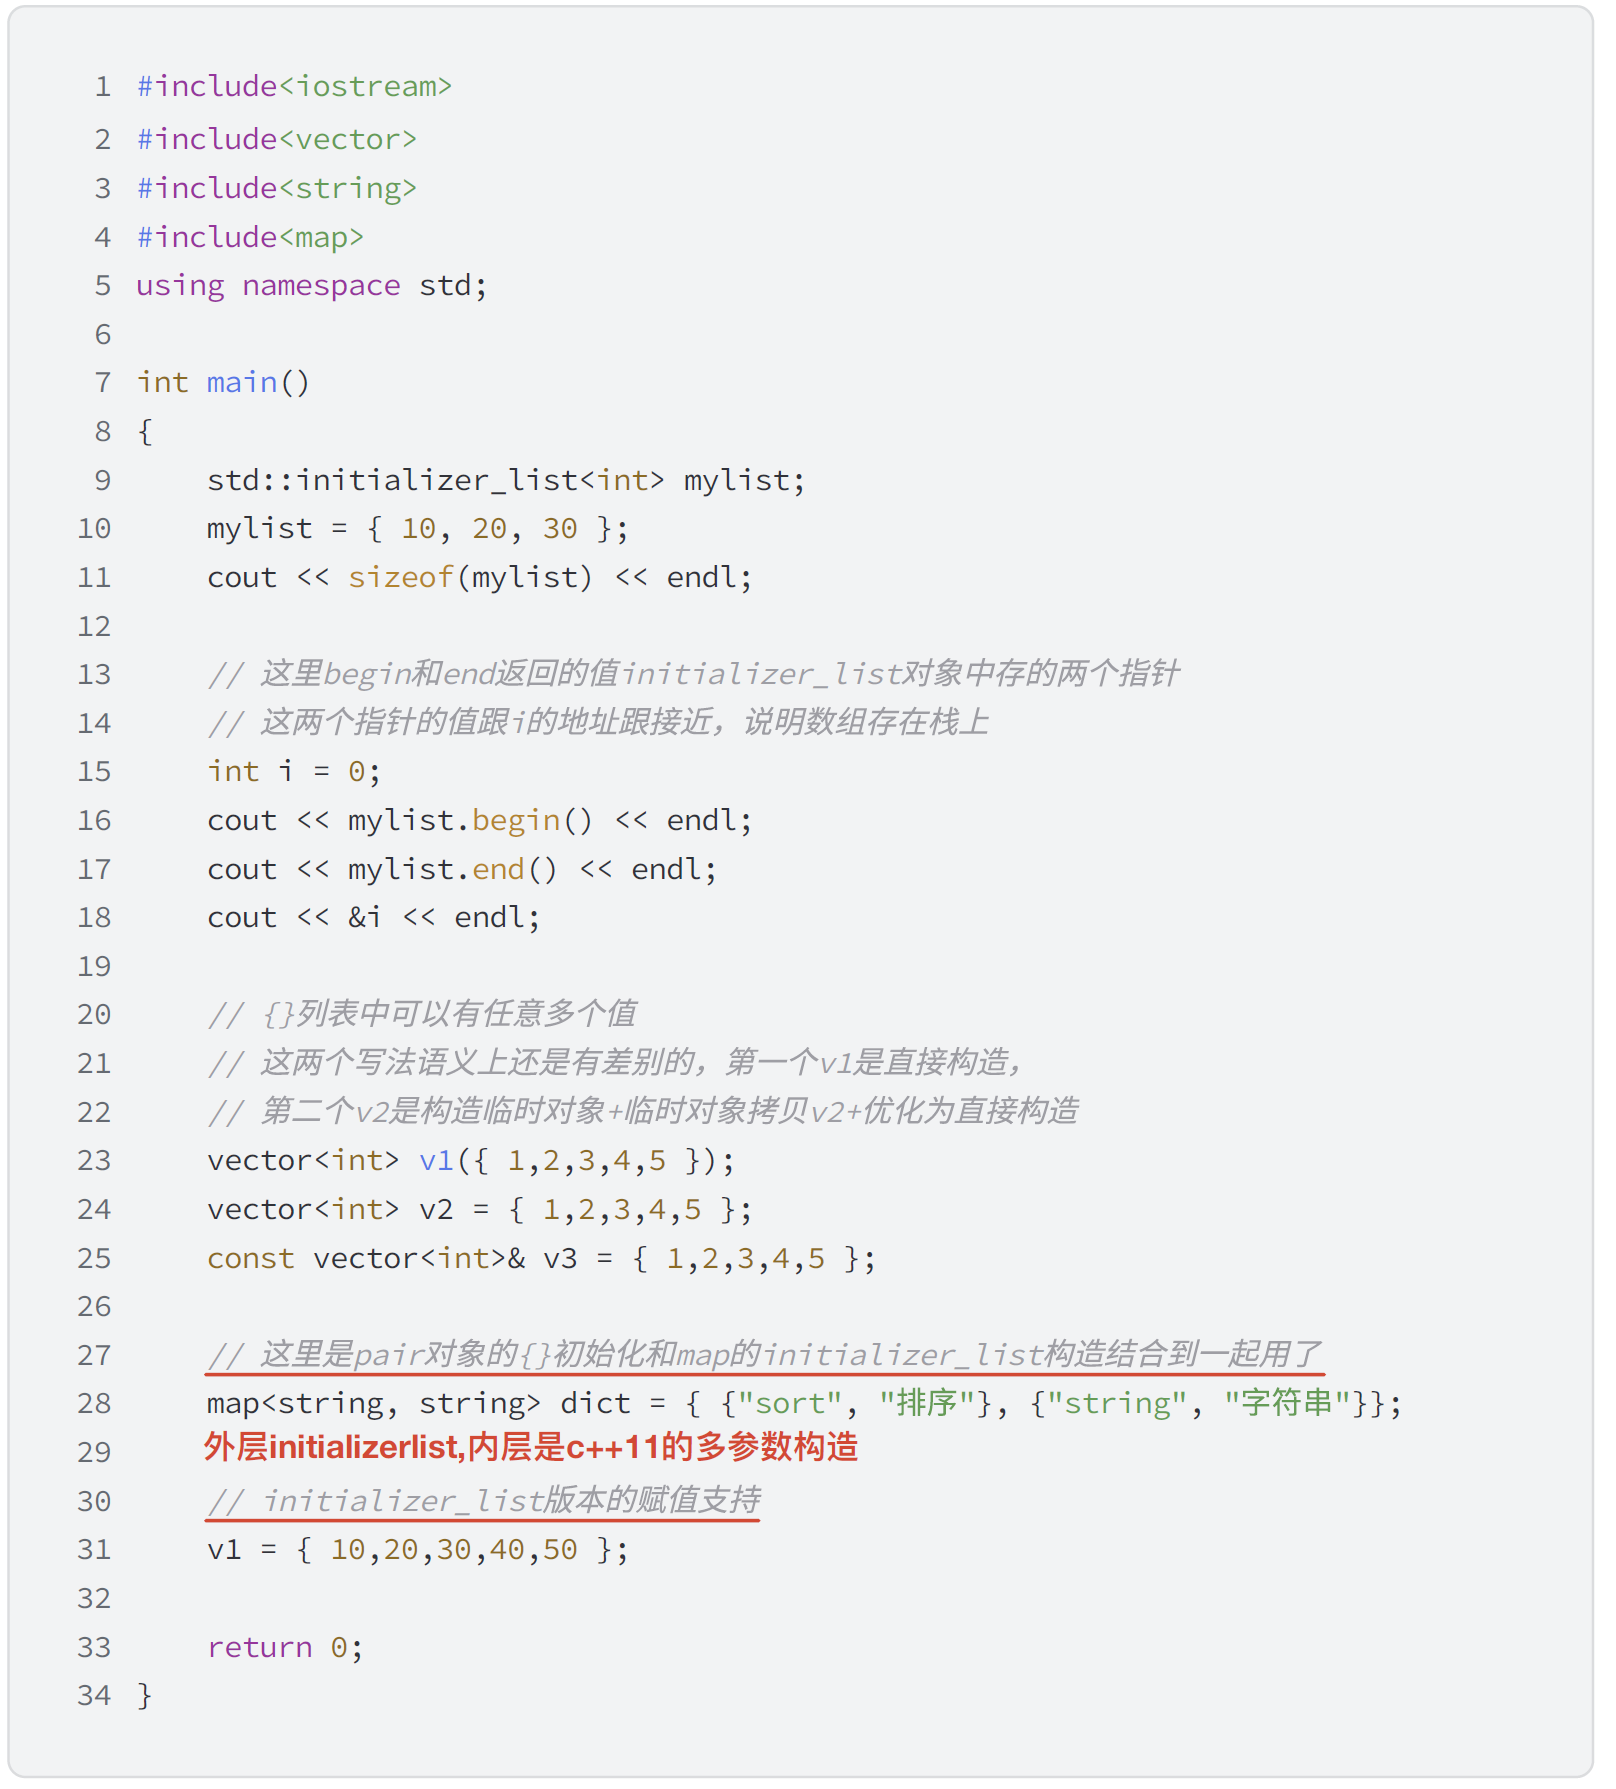 1 #include<iostream>
2 #include<vector>
3 #include<string>
4 #include<map>
5 using namespace std;
6
7 int main()
8 {
9     std::initializer_list<int> mylist;
10     mylist = { 10, 20, 30 };
11     cout << sizeof(mylist) << endl;
12
13     // 这里begin和end返回的值initializer_list对象中存的两个指针
14     // 这两个指针的值跟i的地址跟接近，说明数组存在栈上
15     int i = 0;
16     cout << mylist.begin() << endl;
17     cout << mylist.end() << endl;
18     cout << &i << endl;
19
20     // {}列表中可以有任意多个值
21     // 这两个写法语义上还是有差别的，第一个v1是直接构造，
22     // 第二个v2是构造临时对象+临时对象拷贝v2+优化为直接构造
23     vector<int> v1({ 1,2,3,4,5 });
24     vector<int> v2 = { 1,2,3,4,5 };
25     const vector<int>& v3 = { 1,2,3,4,5 };
26
27     // 这里是pair对象的{}初始化和map的initializer_list构造结合到一起用了
28     map<string, string> dict = { {"sort", "排序"}, {"string", "字符串"}};
29     外层initializerlist,内层是c++11的多参数构造
30     // initializer_list版本的赋值支持
31     v1 = { 10,20,30,40,50 };
32
33     return 0;
34 }